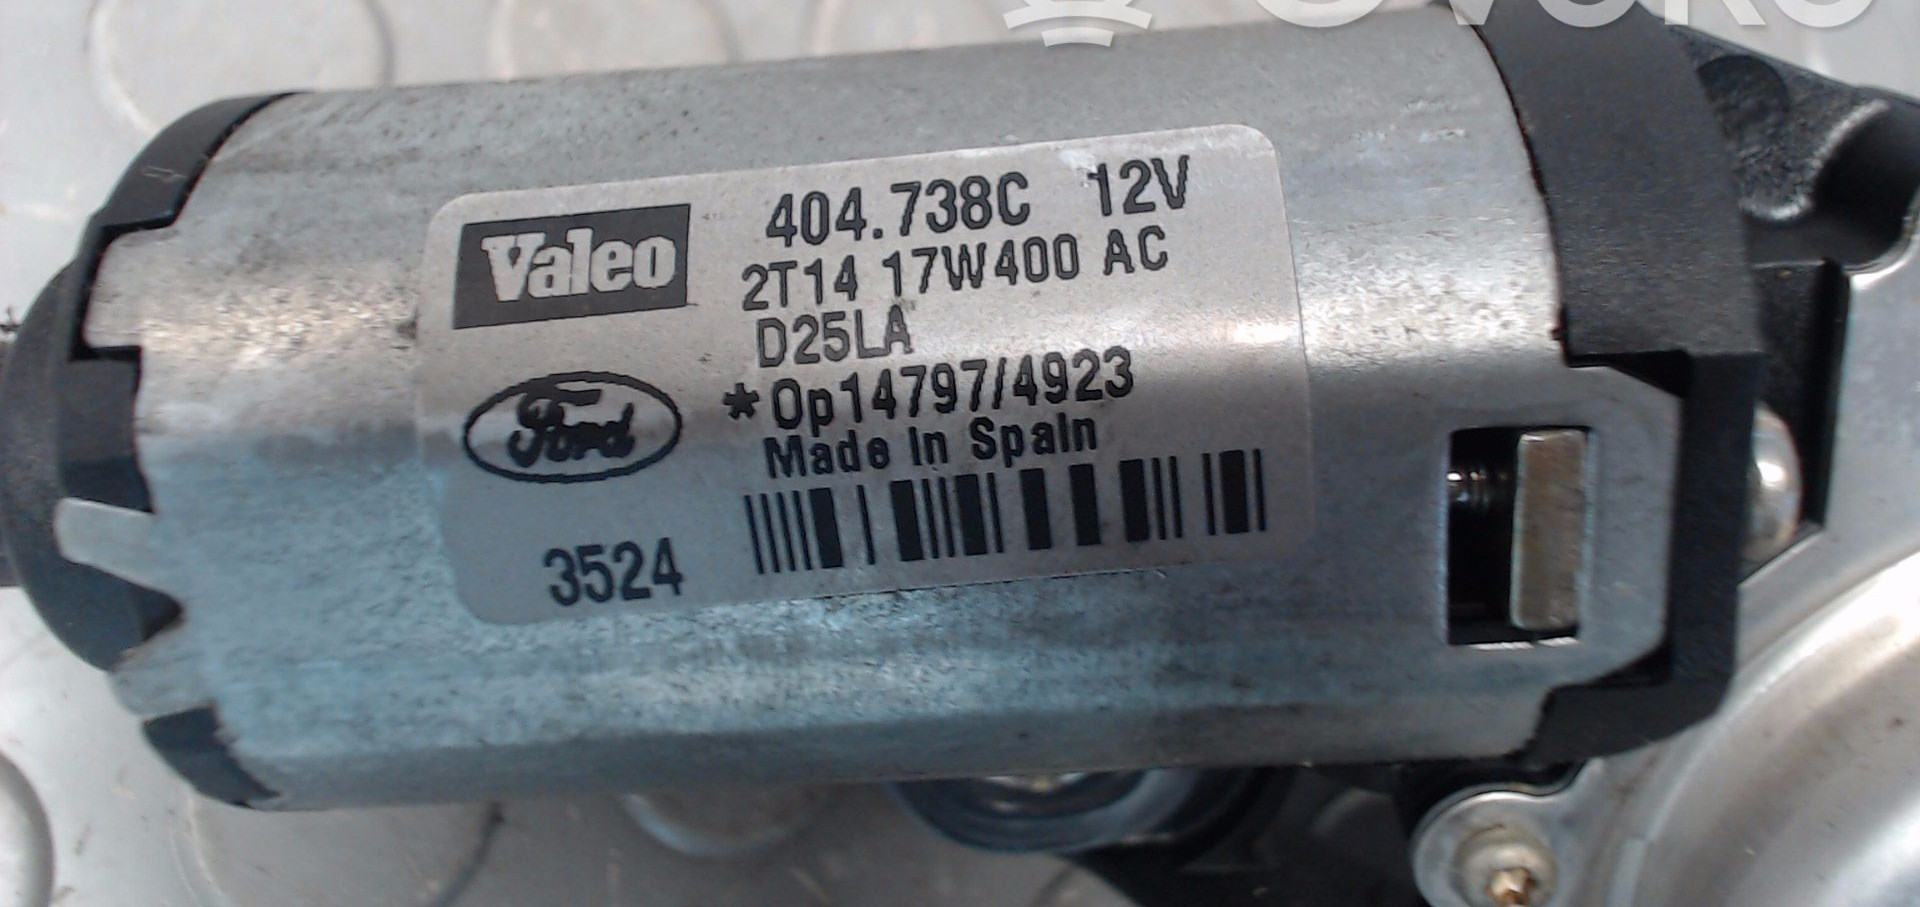 Valeo
404.738C 12V
2T14 17W400 AC
D25LA
Ford
*0p14797/4923
Made In Spain
3524